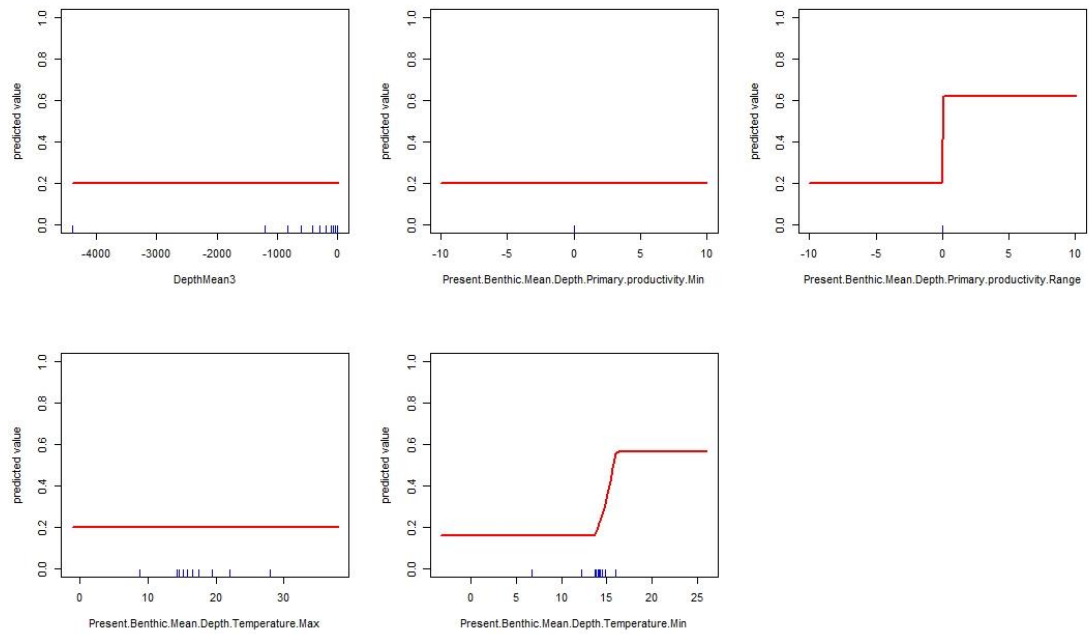 predicted value
1.0
0.8
0.6
0.4
0.2
0.0
-4000 -3000 -2000 -1000 0
DepthMean3
predicted value
1.0
0.8
0.6
0.4
0.2
0.0
-10 -5 0 5 10
Present.Benthic.Mean.Depth.Primary.productivity.Min
predicted value
1.0
0.8
0.6
0.4
0.2
0.0
-10 -5 0 5 10
Present.Benthic.Mean.Depth.Primary.productivity.Range
predicted value
1.0
0.8
0.6
0.4
0.2
0.0
0 10 20 30
Present.Benthic.Mean.Depth.Temperature.Max
predicted value
1.0
0.8
0.6
0.4
0.2
0.0
0 5 10 15 20 25
Present.Benthic.Mean.Depth.Temperature.Min